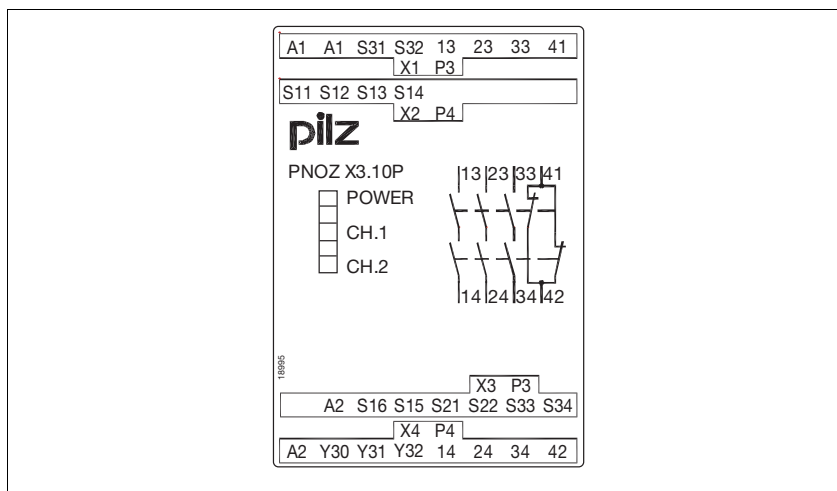 A1 A1 S31 S32 13 23 33 41
X1 P3
S11 S12 S13 S14
X2 P4
pilz
PNOZ X3.10P
POWER
CH.1
CH.2
13 23 33 41
14 24 34 42
18995
X3 P3
A2 S16 S15 S21 S22 S33 S34
X4 P4
A2 Y30 Y31 Y32 14 24 34 42